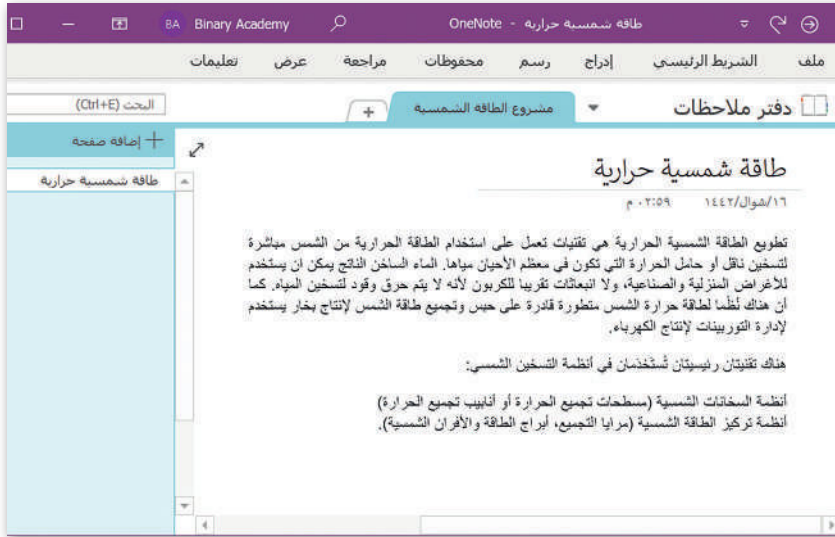 طاقة شمسية حرارية - OneNote
Binary Academy BA
ملف الشريط الرئيسي إدراج رسم محفوظات مراجعة عرض تعليمات
دفتر ملاحظات
مشروع الطاقة الشمسية
+
البحث (Ctrl+E)
+ إضافة صفحة
طاقة شمسية حرارية
طاقة شمسية حرارية
١٦/شوال/١٤٤٢ ٠٢:٥٩ م
تطويع الطاقة الشمسية الحرارية هي تقنيات تعمل على استخدام الطاقة الحرارية من الشمس مباشرة
لتسخين ناقل أو حامل الحرارة التي تكون في معظم الأحيان مياها. الماء الساخن الناتج يمكن ان يستخدم
للأغراض المنزلية والصناعية، ولا انبعاثات تقريبا للكربون لأنه لا يتم حرق وقود لتسخين المياه. كما
أن هناك نُظُما لطاقة حرارة الشمس متطورة قادرة على حبس وتجميع طاقة الشمس لإنتاج بخار يستخدم
لإدارة التوربينات لإنتاج الكهرباء.
هناك تقنيتان رئيسيتان تُستَخدَمان في أنظمة التسخين الشمسي:
أنظمة السخانات الشمسية (مسطحات تجميع الحرارة أو أنابيب تجميع الحرارة)
أنظمة تركيز الطاقة الشمسية (مرايا التجميع، أبراج الطاقة والأفران الشمسية).